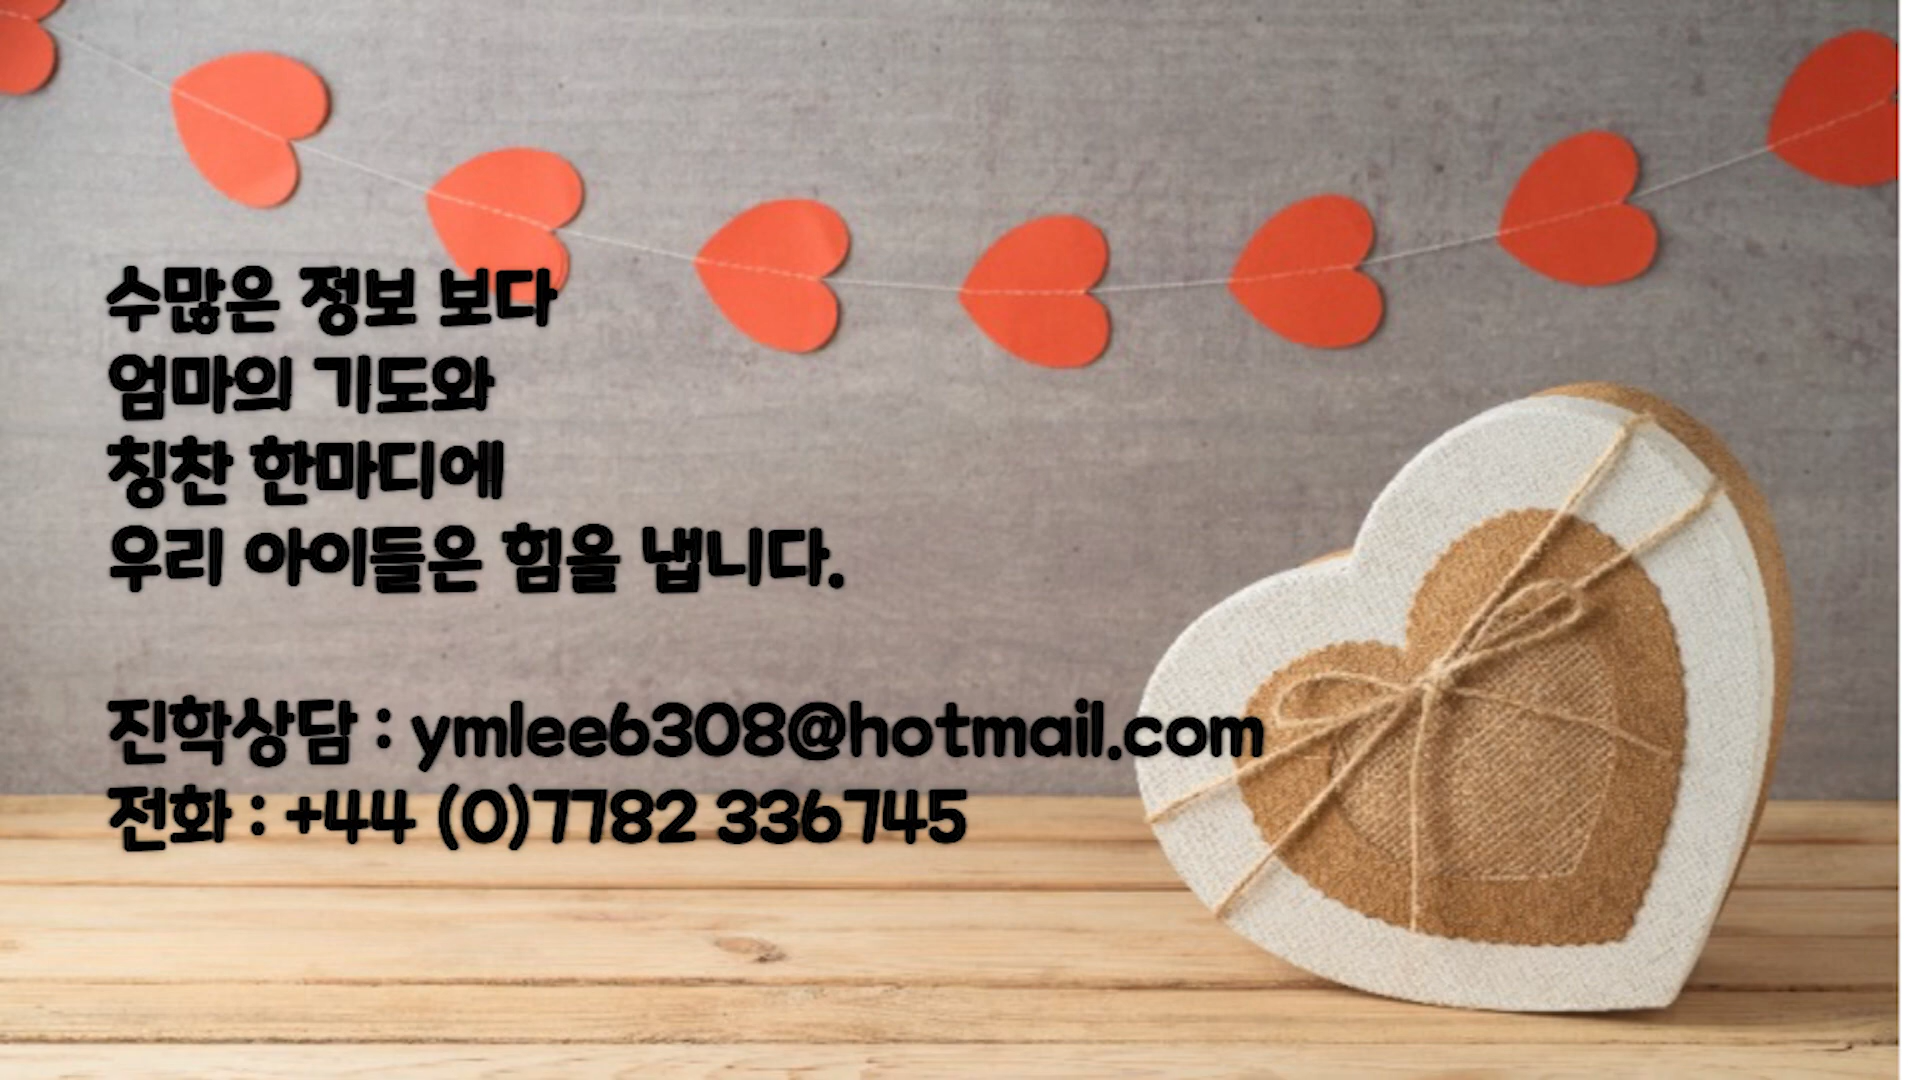 수많은 정보 보다
엄마의 기도와
칭찬 한마디에
우리 아이들은 힘을 냅니다.
진학상담 : ymlee6308@hotmail.com
전화 : +44 (0)7782 336745